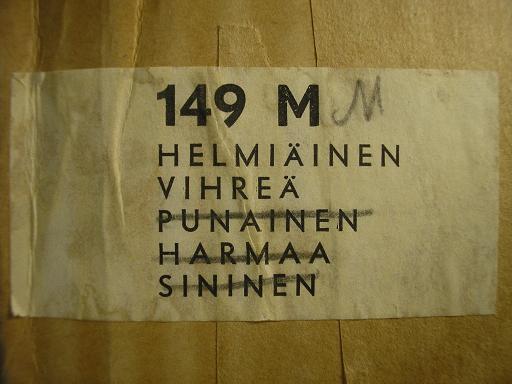 149 M M
HELMIÄINEN
VIHREÄ
PUNAINEN
HARMAA
SININEN